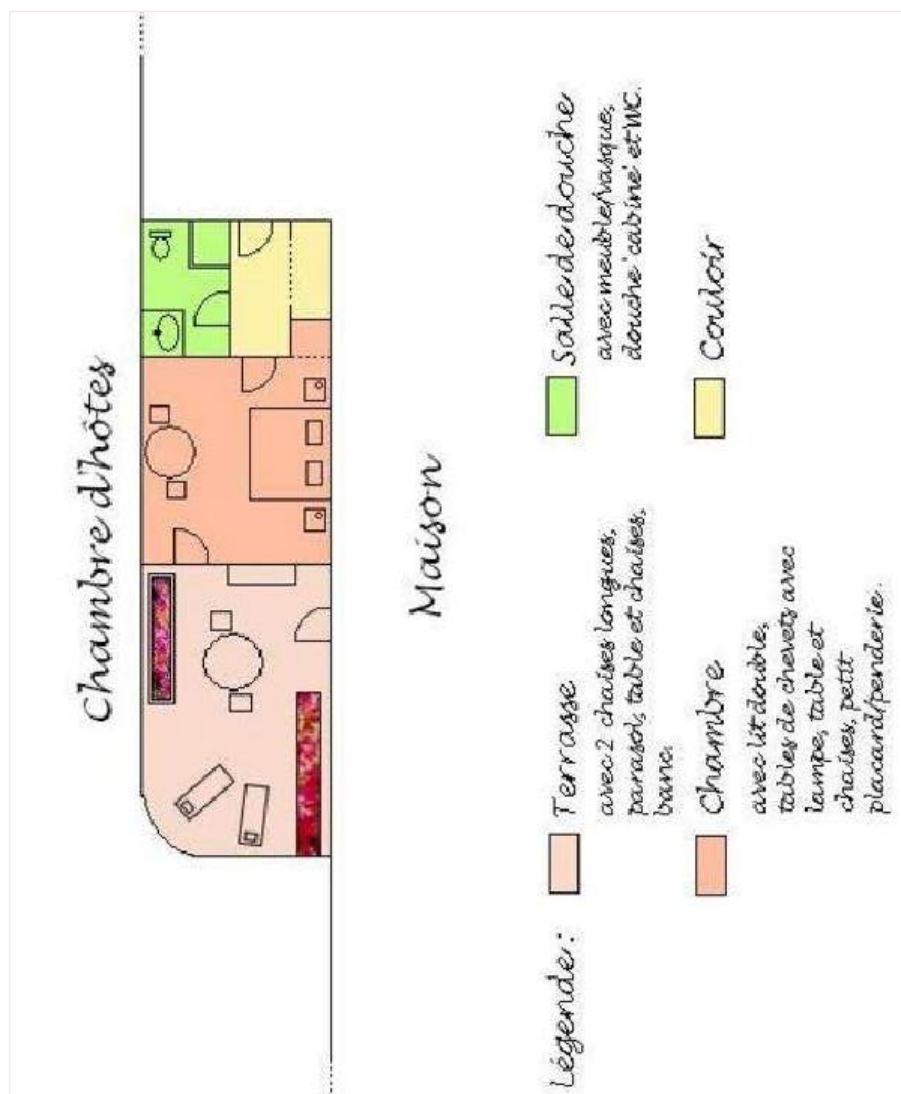 Chambre d'hôtes
Maison
Légende :
Terrasse
avec 2 chaises longues,
parasol, table et chaises,
banc.
Chambre
avec lit double,
tables de chevets avec
lampe, table et
chaises, petit
placard/penderie.
Salle de douche
avec meuble/vasque,
douche 'cabine' et WC.
Couloir